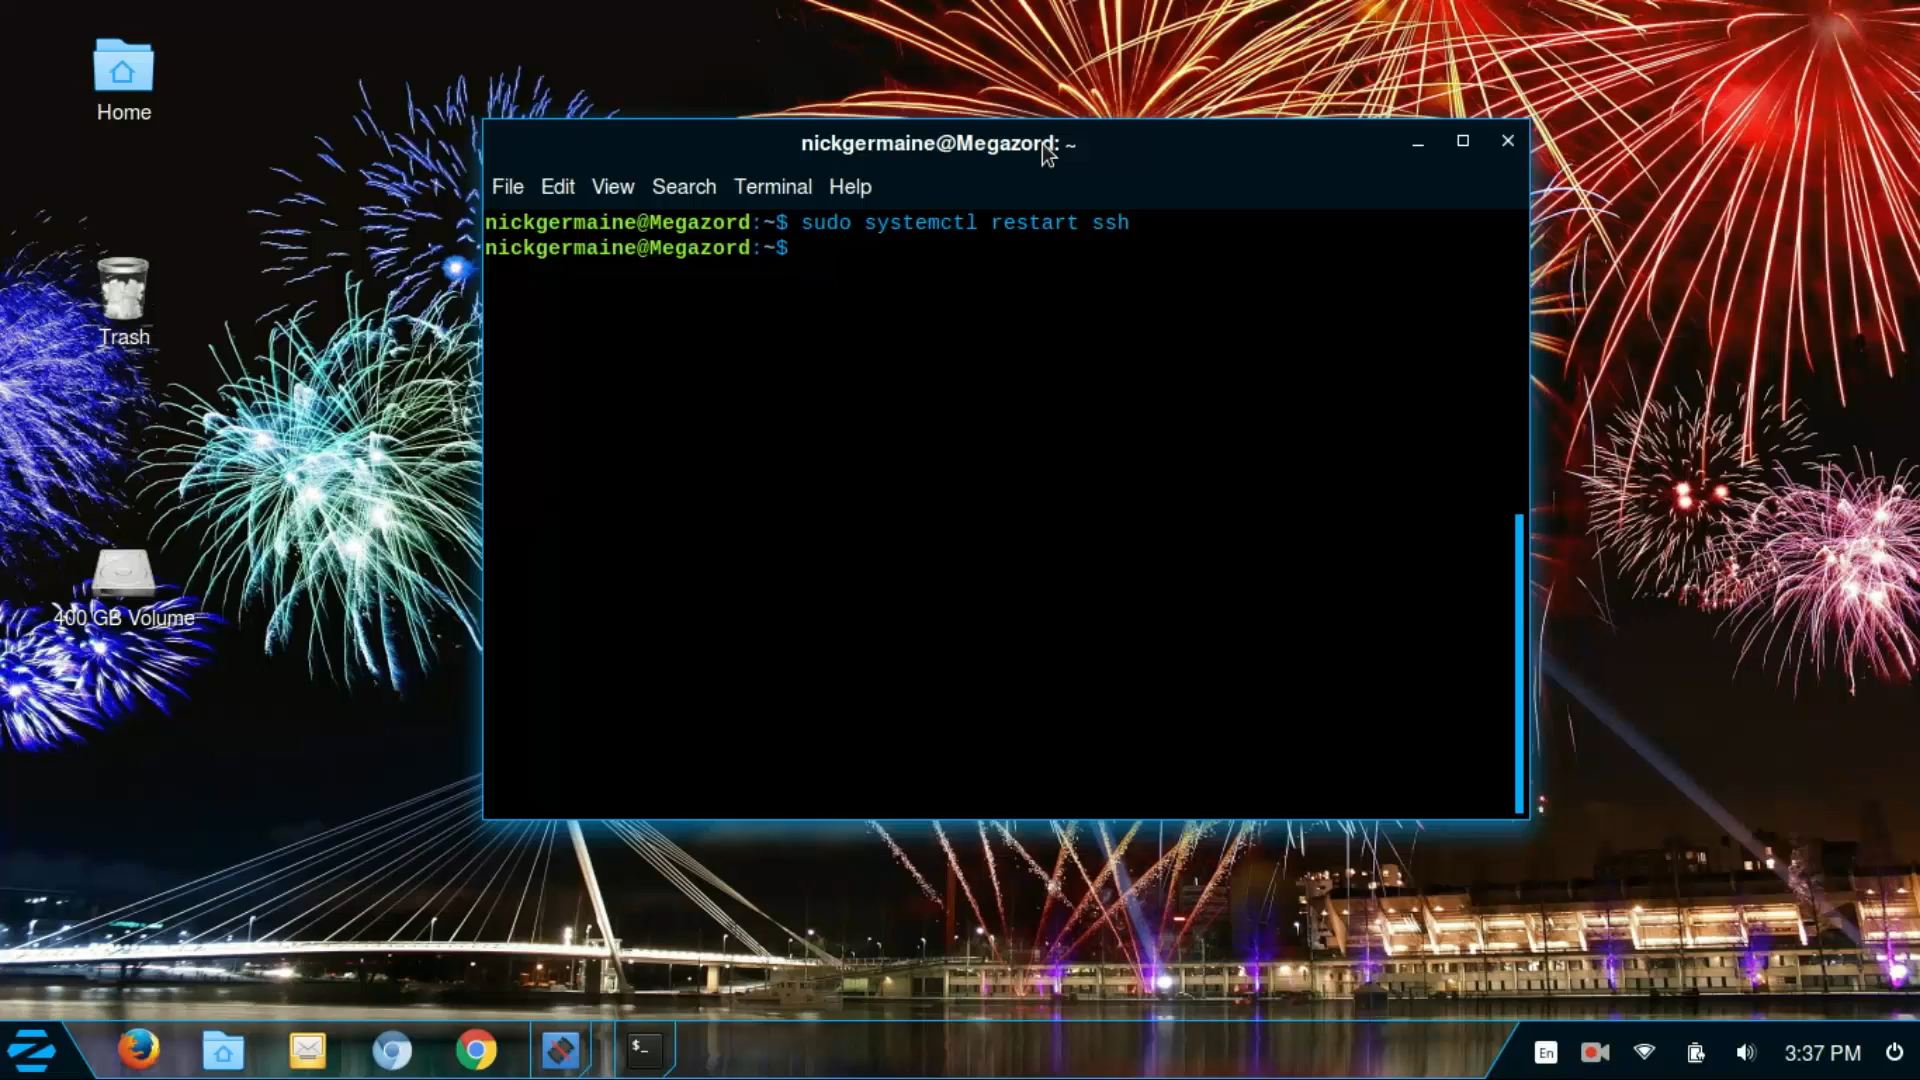 Home
Trash
400 GB Volume
nickgermaine@Megazord: ~
File Edit View Search Terminal Help
nickgermaine@Megazord:~$ sudo systemctl restart ssh
nickgermaine@Megazord:~$
$_
En
3:37 PM